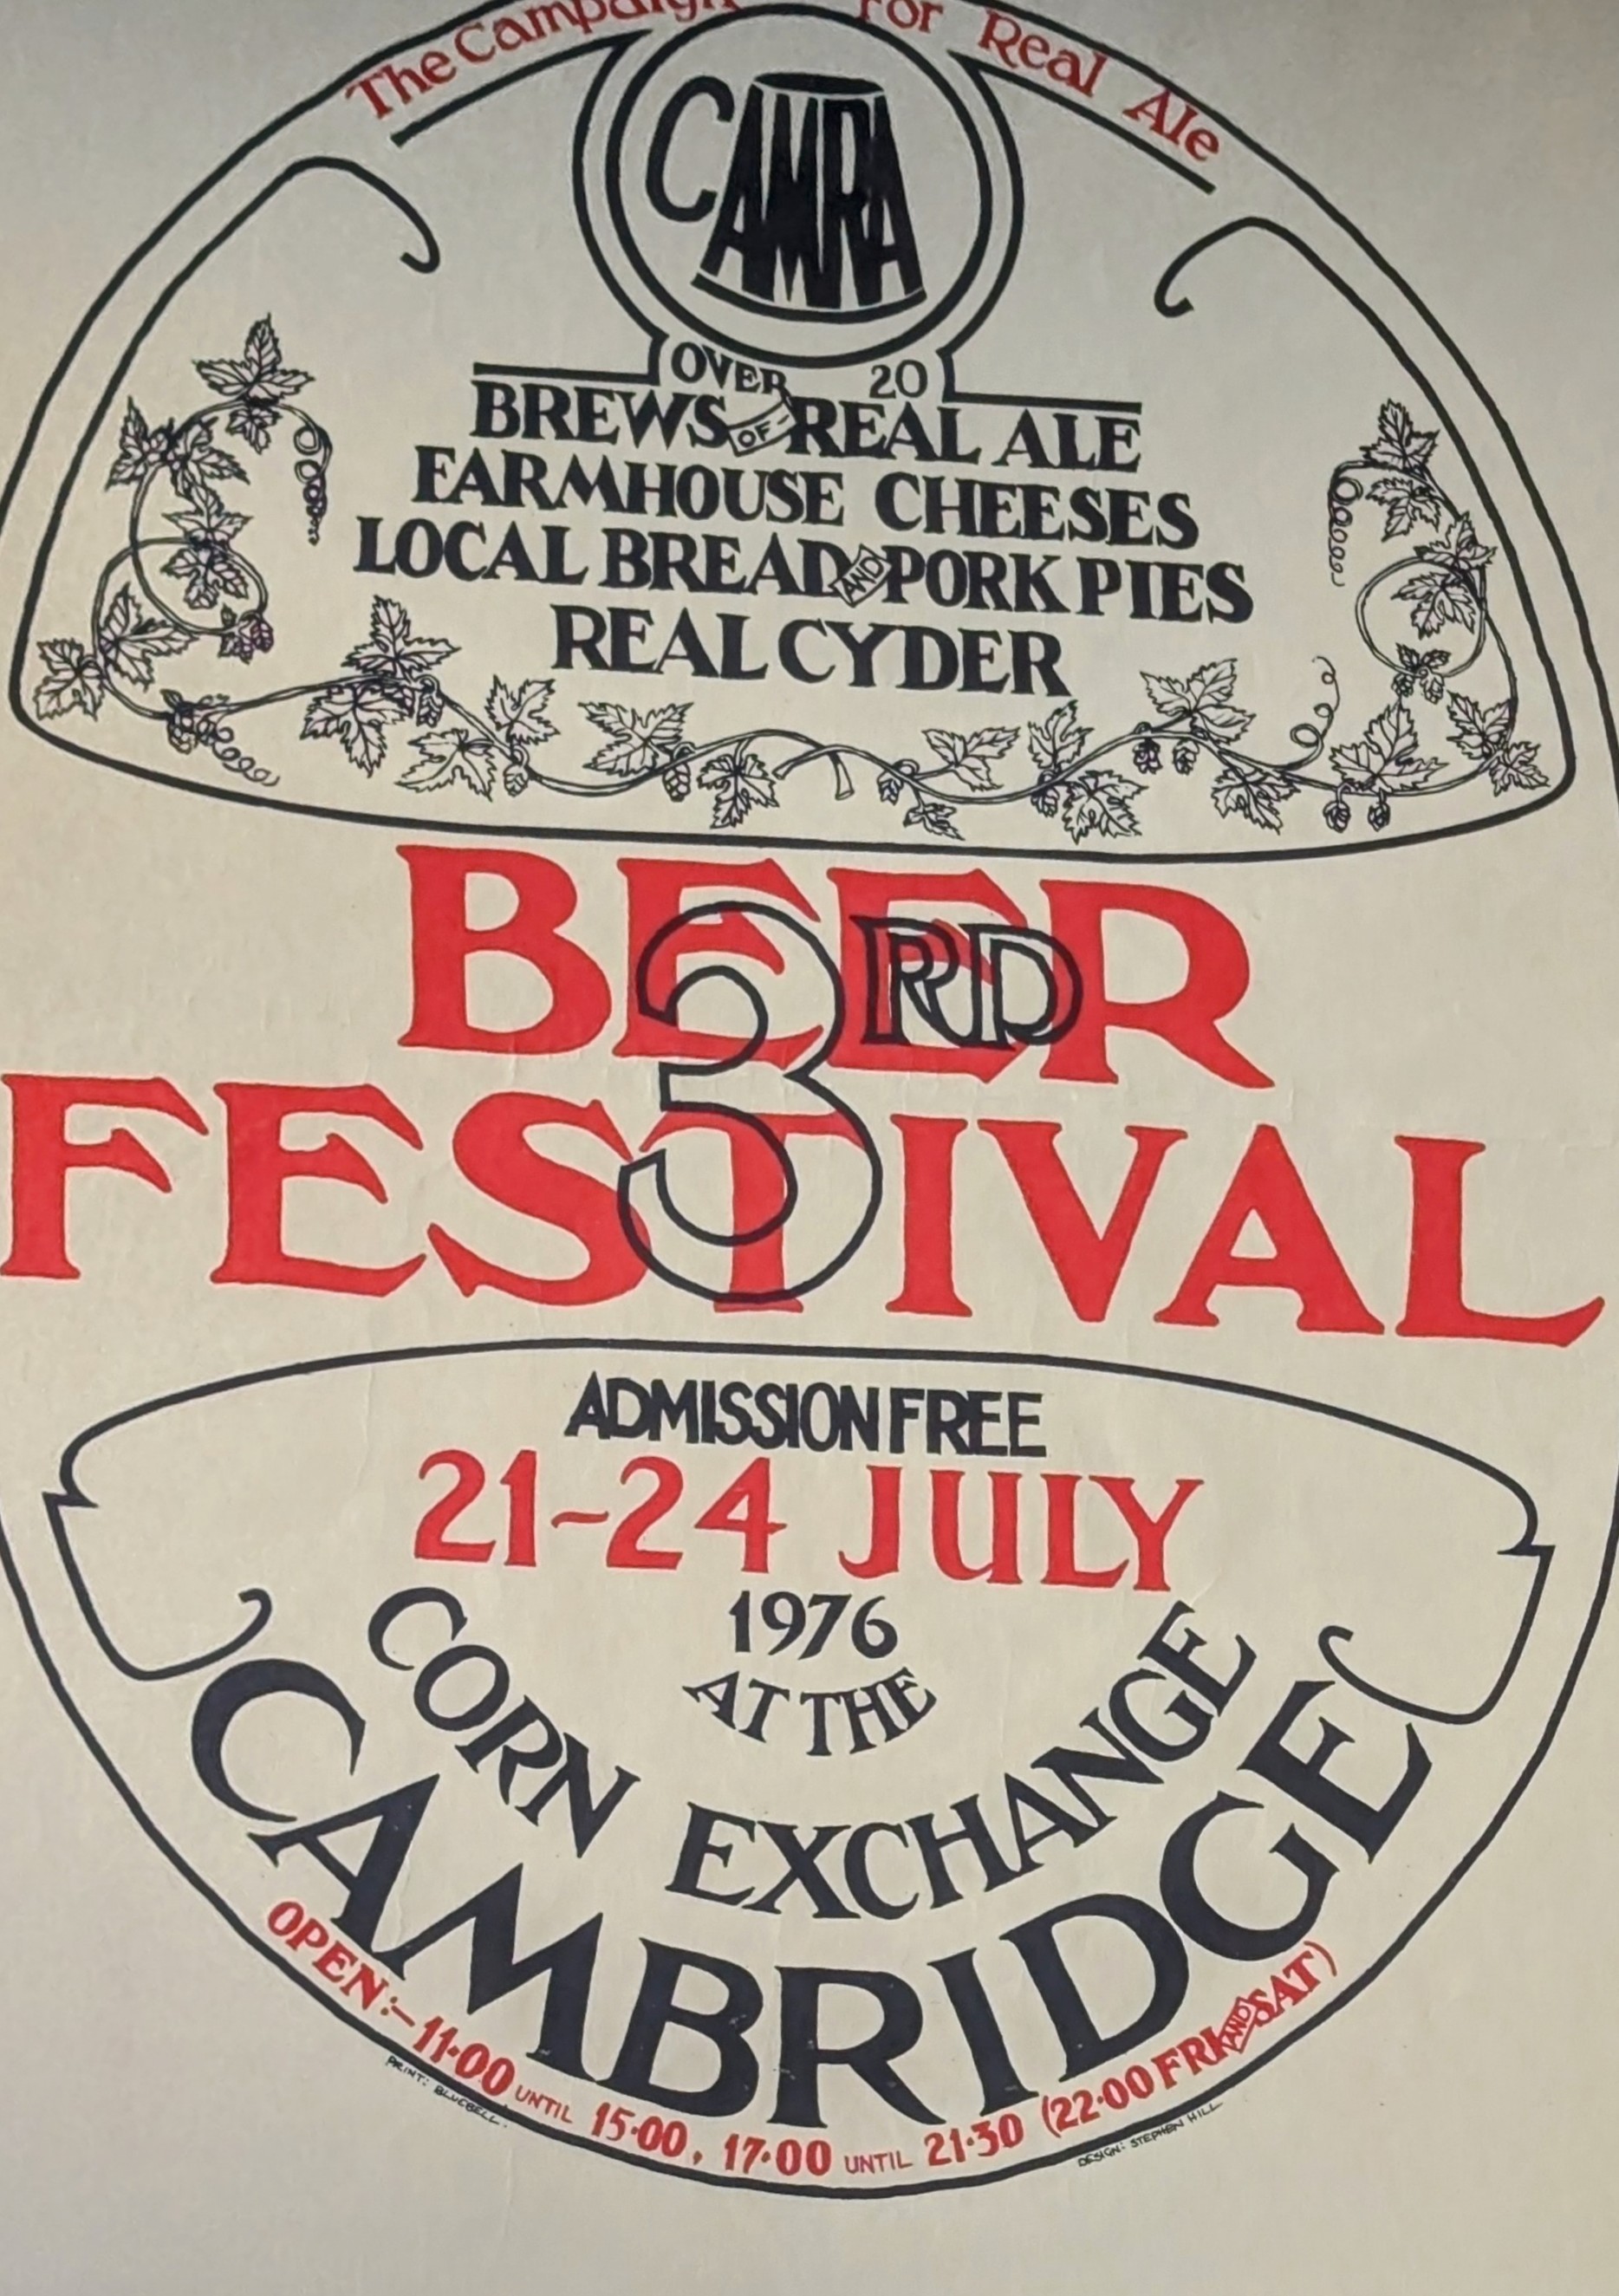 The Campaign For Real Ale
CAMRA
OVER 20
BREWS OF REAL ALE
FARMHOUSE CHEESES
LOCAL BREAD AND PORK PIES
REAL CYDER
BEER
3RD
FESTIVAL
ADMISSION FREE
21-24 JULY
1976
AT THE
CORN EXCHANGE
CAMBRIDGE
OPEN:- 11·00 UNTIL 15·00, 17·00 UNTIL 21·30 (22·00 FRI AND SAT)
PRINT: BLUEBELL.
DESIGN: STEPHEN HILL